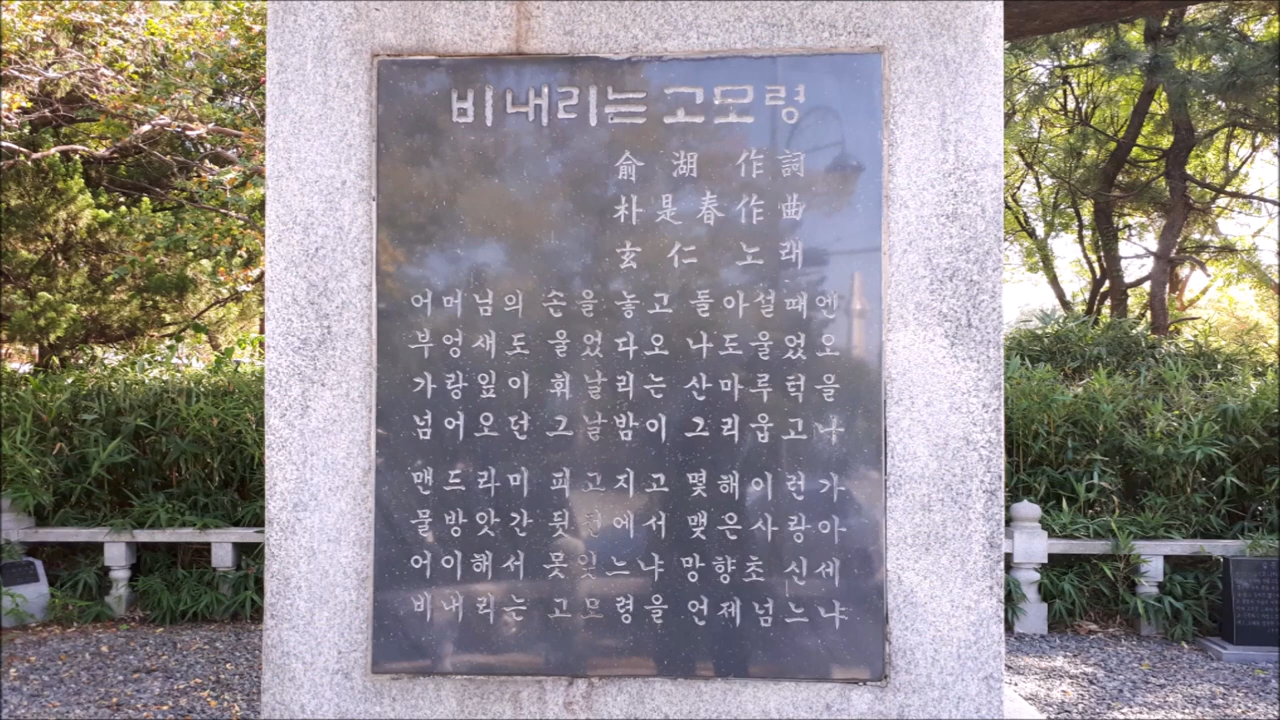 비 내리는 고모령
俞湖 作詞
朴是春 作曲
玄仁 노래
어머님의 손을 놓고 돌아설때엔
부엉새도 울었다오 나도울었오
가랑잎이 휘날리는 산마루턱을
넘어오던 그날밤이 그리웁고나
맨드라미 피고지고 몇해이런가
물방앗간 뒷전에서 맺은사랑아
어이해서 못잊느냐 망향초 신세
비내리는 고모령을 언제넘느냐